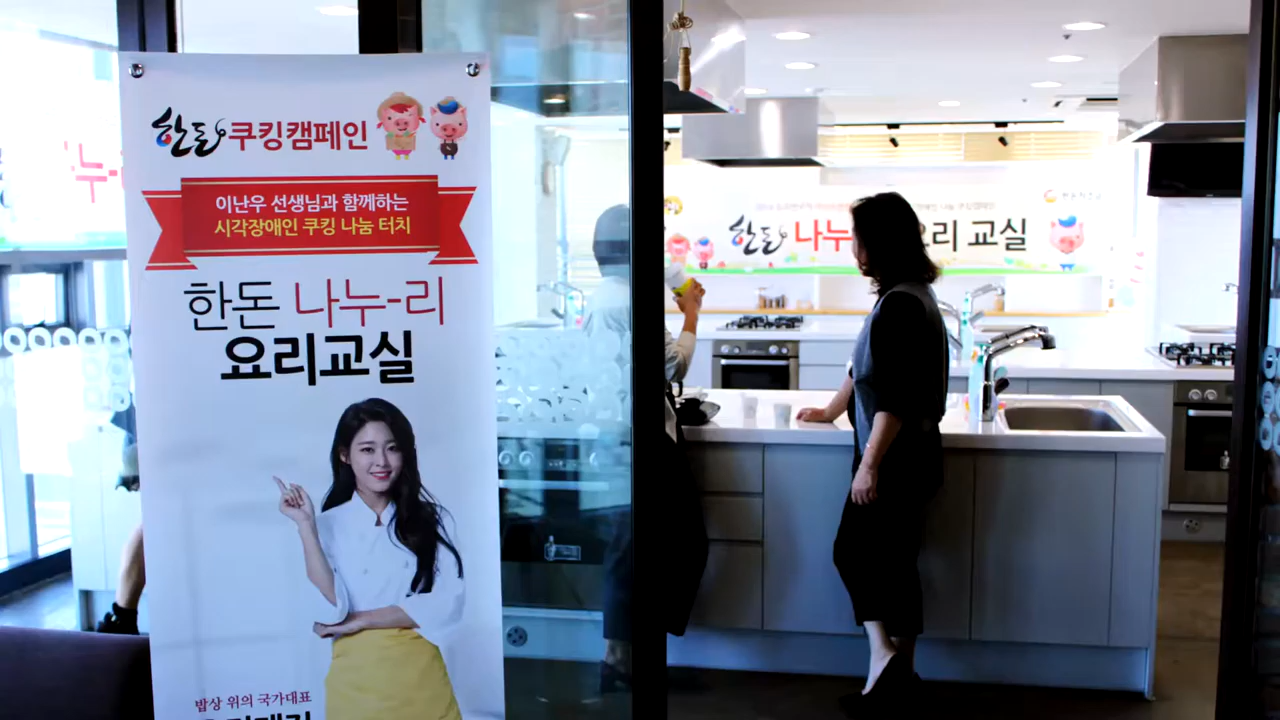 한돈 쿠킹캠페인
이난우 선생님과 함께하는
시각장애인 쿠킹 나눔 터치
한돈 나누-리
요리교실
밥상 위의 국가대표
한돈 나누 요리 교실